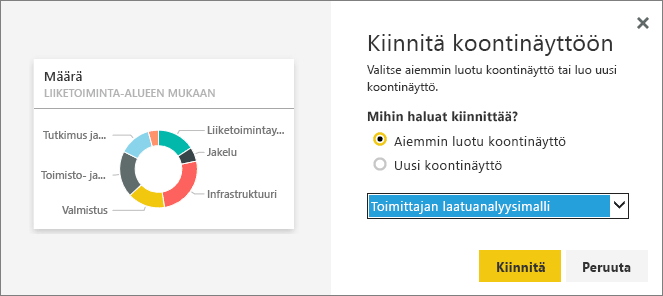 Määrä
LIIKETOIMINTA-ALUEEN MUKAAN
Tutkimus ja...
Liiketoimintay...
Jakelu
Toimisto- ja...
Infrastruktuuri
Valmistus
Kiinnitä koontinäyttöön
Valitse aiemmin luotu koontinäyttö tai luo uusi
koontinäyttö.
Mihin haluat kiinnittää?
Aiemmin luotu koontinäyttö
Uusi koontinäyttö
Toimittajan laatuanalyysimalli
Kiinnitä
Peruuta